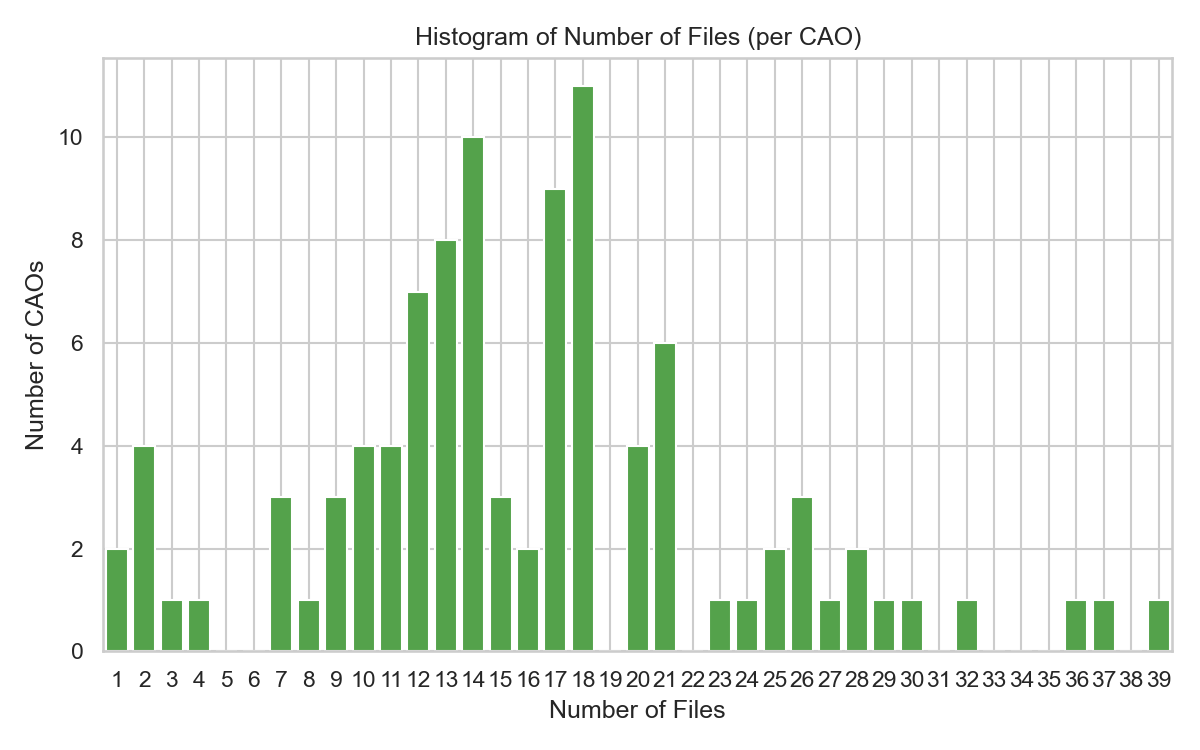 Histogram of Number of Files (per CAO)
Number of CAOs
10
8
6
4
2
0
1 2 3 4 5 6 7 8 9 10 11 12 13 14 15 16 17 18 19 20 21 22 23 24 25 26 27 28 29 30 31 32 33 34 35 36 37 38 39
Number of Files